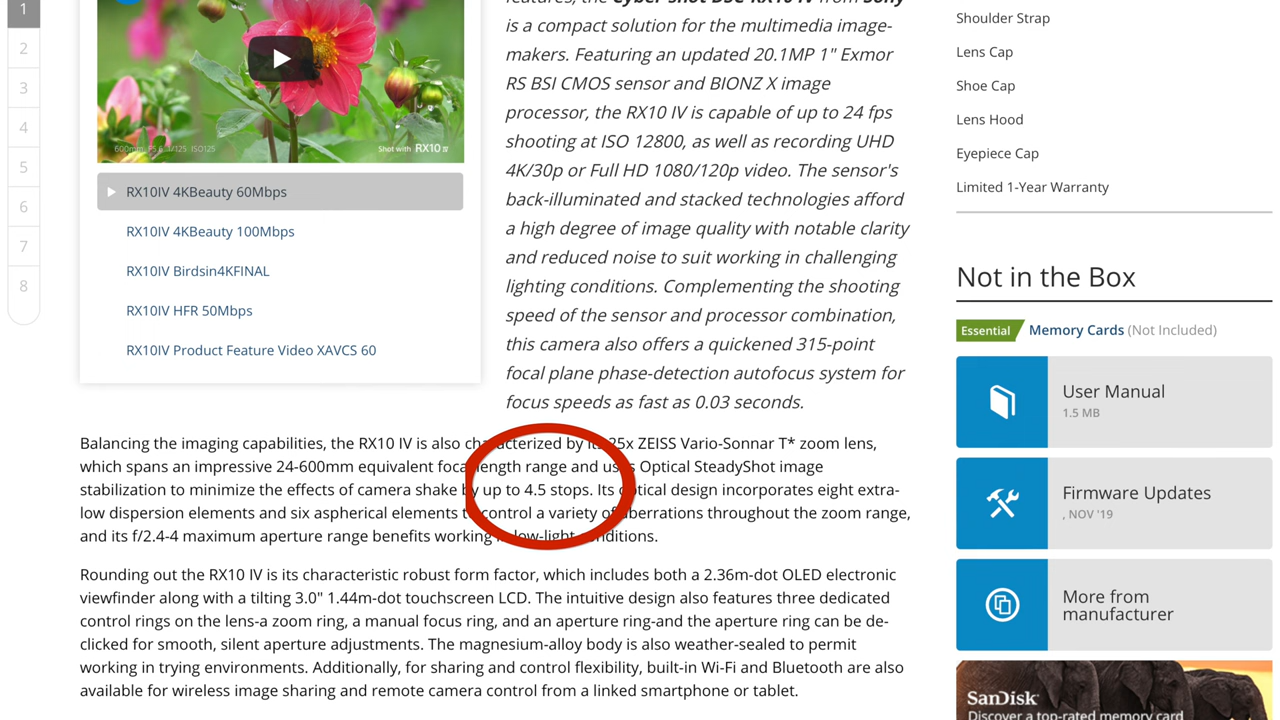 1
2
3
4
5
6
7
8
600mm F5.6 1/125 ISO125
Shot with RX10 IV
RX10IV 4KBeauty 60Mbps
RX10IV 4KBeauty 100Mbps
RX10IV Birdsin4KFINAL
RX10IV HFR 50Mbps
RX10IV Product Feature Video XAVCS 60
features, the Cyber-shot DSC-RX10 IV from Sony
is a compact solution for the multimedia image-
makers. Featuring an updated 20.1MP 1" Exmor
RS BSI CMOS sensor and BIONZ X image
processor, the RX10 IV is capable of up to 24 fps
shooting at ISO 12800, as well as recording UHD
4K/30p or Full HD 1080/120p video. The sensor's
back-illuminated and stacked technologies afford
a high degree of image quality with notable clarity
and reduced noise to suit working in challenging
lighting conditions. Complementing the shooting
speed of the sensor and processor combination,
this camera also offers a quickened 315-point
focal plane phase-detection autofocus system for
focus speeds as fast as 0.03 seconds.
Balancing the imaging capabilities, the RX10 IV is also characterized by its 25x ZEISS Vario-Sonnar T* zoom lens,
which spans an impressive 24-600mm equivalent focal length range and uses Optical SteadyShot image
stabilization to minimize the effects of camera shake by up to 4.5 stops. Its optical design incorporates eight extra-
low dispersion elements and six aspherical elements to control a variety of aberrations throughout the zoom range,
and its f/2.4-4 maximum aperture range benefits working in low-light conditions.
Rounding out the RX10 IV is its characteristic robust form factor, which includes both a 2.36m-dot OLED electronic
viewfinder along with a tilting 3.0" 1.44m-dot touchscreen LCD. The intuitive design also features three dedicated
control rings on the lens-a zoom ring, a manual focus ring, and an aperture ring-and the aperture ring can be de-
clicked for smooth, silent aperture adjustments. The magnesium-alloy body is also weather-sealed to permit
working in trying environments. Additionally, for sharing and control flexibility, built-in Wi-Fi and Bluetooth are also
available for wireless image sharing and remote camera control from a linked smartphone or tablet.
Shoulder Strap
Lens Cap
Shoe Cap
Lens Hood
Eyepiece Cap
Limited 1-Year Warranty
Not in the Box
Essential Memory Cards (Not Included)
User Manual
1.5 MB
Firmware Updates
, NOV '19
More from
manufacturer
SanDisk
Discover a top-rated memory card